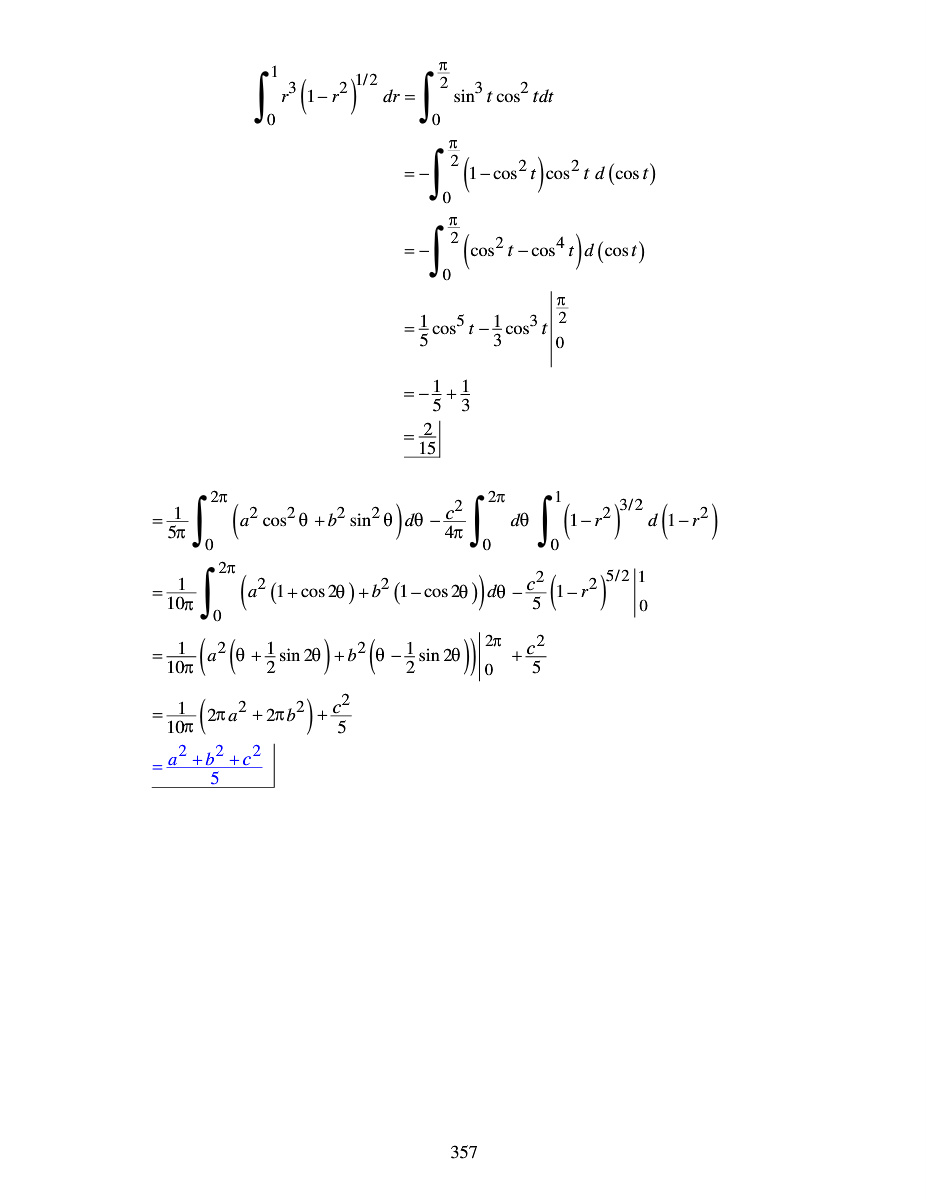 ∫₀¹ r³(1−r²)^{1/2} dr = ∫₀^{π/2} sin³ t cos² tdt
= −∫₀^{π/2} (1−cos² t)cos² t d(cos t)
= −∫₀^{π/2} (cos² t − cos⁴ t)d(cos t)
= 1/5 cos⁵ t − 1/3 cos³ t |₀^{π/2}
= −1/5 + 1/3
= 2/15
= 1/(5π) ∫₀^{2π} (a² cos² θ + b² sin² θ)dθ − c²/(4π) ∫₀^{2π} dθ ∫₀¹ (1−r²)^{3/2} d(1−r²)
= 1/(10π) ∫₀^{2π} (a²(1+cos 2θ)+b²(1−cos 2θ))dθ − c²/5 (1−r²)^{5/2} |₀¹
= 1/(10π) (a²(θ + 1/2 sin 2θ)+b²(θ − 1/2 sin 2θ))|₀^{2π} + c²/5
= 1/(10π) (2πa² + 2πb²) + c²/5
= (a² + b² + c²)/5
357